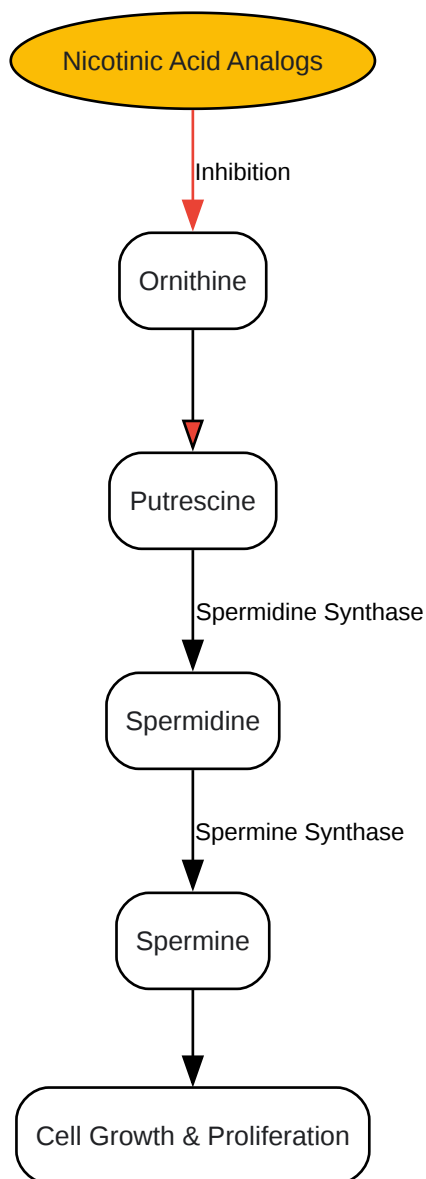 Nicotinic Acid Analogs
Inhibition
Ornithine
Putrescine
Spermidine Synthase
Spermidine
Spermine Synthase
Spermine
Cell Growth & Proliferation